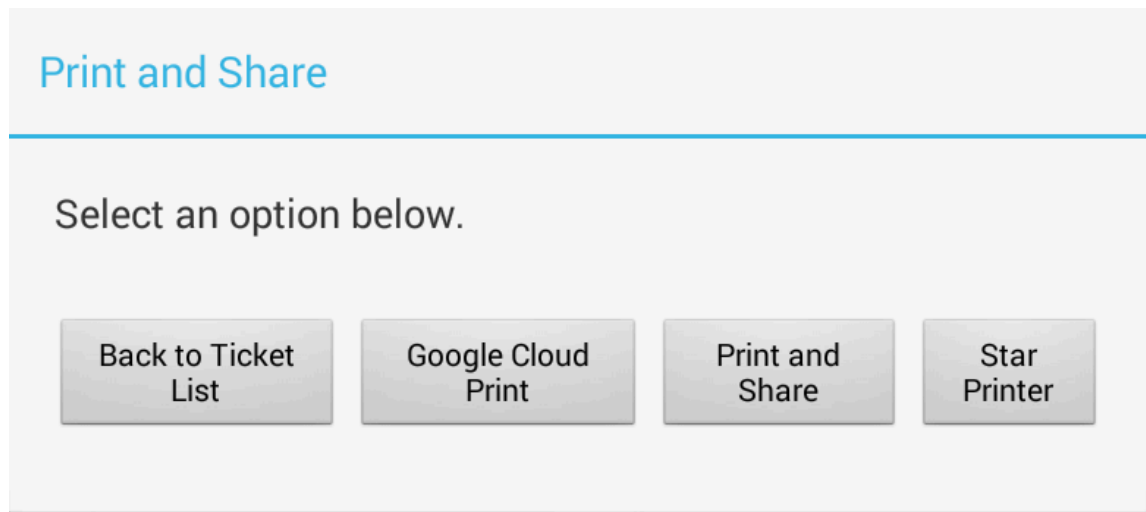 Print and Share
Select an option below.
Back to Ticket
List
Google Cloud
Print
Print and
Share
Star
Printer